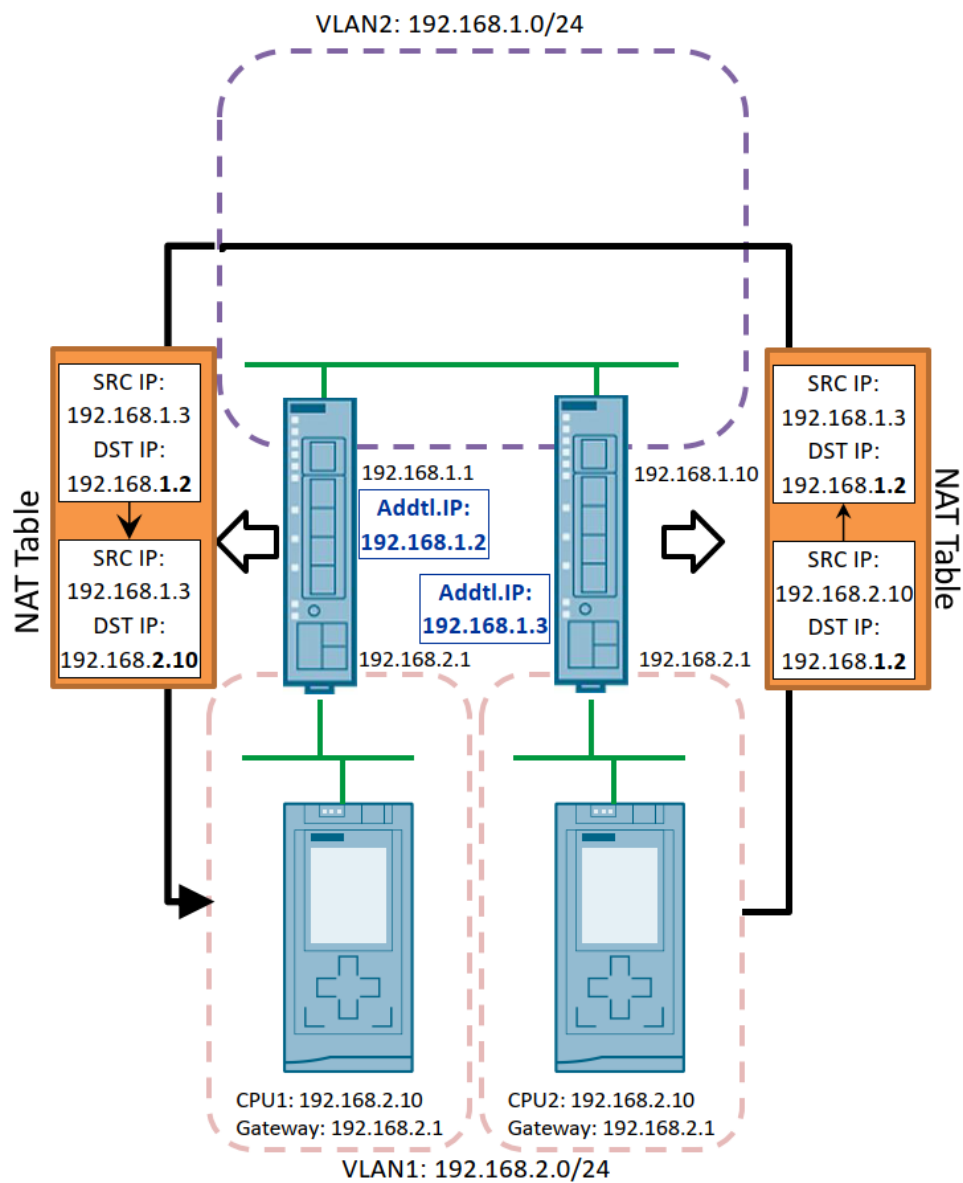 VLAN2: 192.168.1.0/24
NAT Table
SRC IP:
192.168.1.3
DST IP:
192.168.1.2
SRC IP:
192.168.1.3
DST IP:
192.168.2.10
192.168.1.1
Addtl.IP:
192.168.1.2
192.168.2.1
192.168.1.10
Addtl.IP:
192.168.1.3
192.168.2.1
SRC IP:
192.168.1.3
DST IP:
192.168.1.2
SRC IP:
192.168.2.10
DST IP:
192.168.1.2
NAT Table
CPU1: 192.168.2.10
Gateway: 192.168.2.1
CPU2: 192.168.2.10
Gateway: 192.168.2.1
VLAN1: 192.168.2.0/24